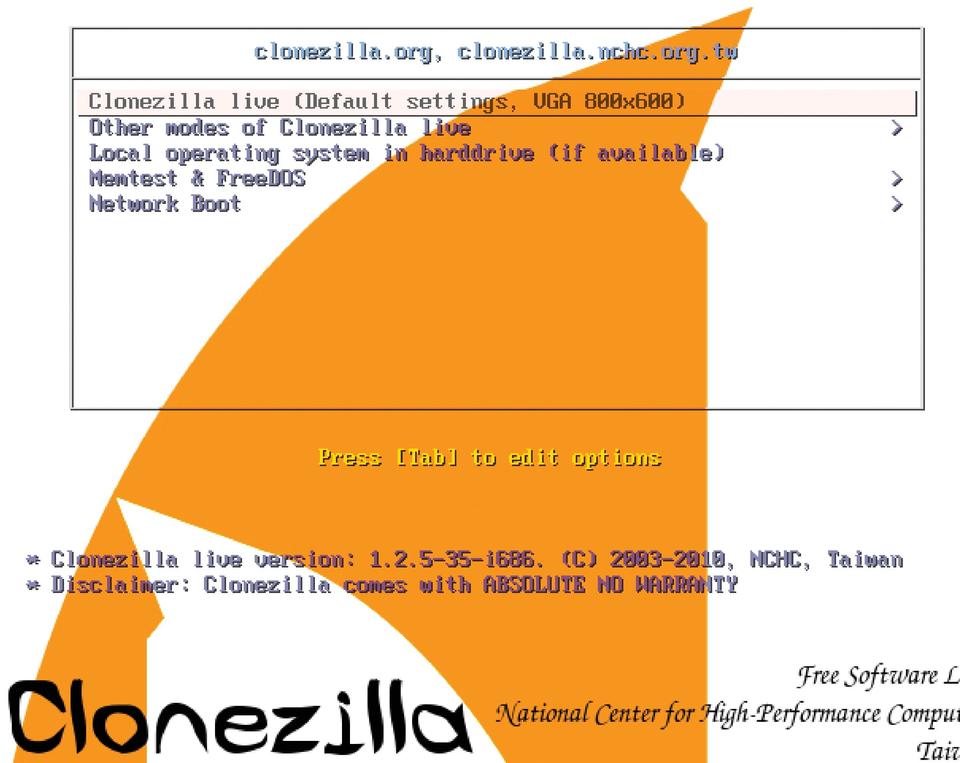 clonezilla.org, clonezilla.nchc.org.tw
Clonezilla live (Default settings, VGA 800x600)
Other modes of Clonezilla live >
Local operating system in harddrive (if available)
Memtest & FreeDOS >
Network Boot >
Press [Tab] to edit options
* Clonezilla live version: 1.2.5-35-i686. (C) 2003-2010, NCHC, Taiwan
* Disclaimer: Clonezilla comes with ABSOLUTE NO WARRANTY
Clonezilla
Free Software L
National Center for High-Performance Comput
Taiw